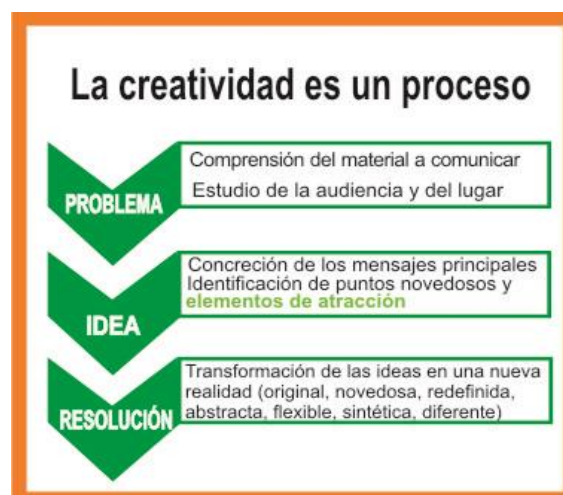 La creatividad es un proceso
PROBLEMA
Comprensión del material a comunicar
Estudio de la audiencia y del lugar
IDEA
Concreción de los mensajes principales
Identificación de puntos novedosos y
elementos de atracción
RESOLUCIÓN
Transformación de las ideas en una nueva
realidad (original, novedosa, redefinida,
abstracta, flexible, sintética, diferente)